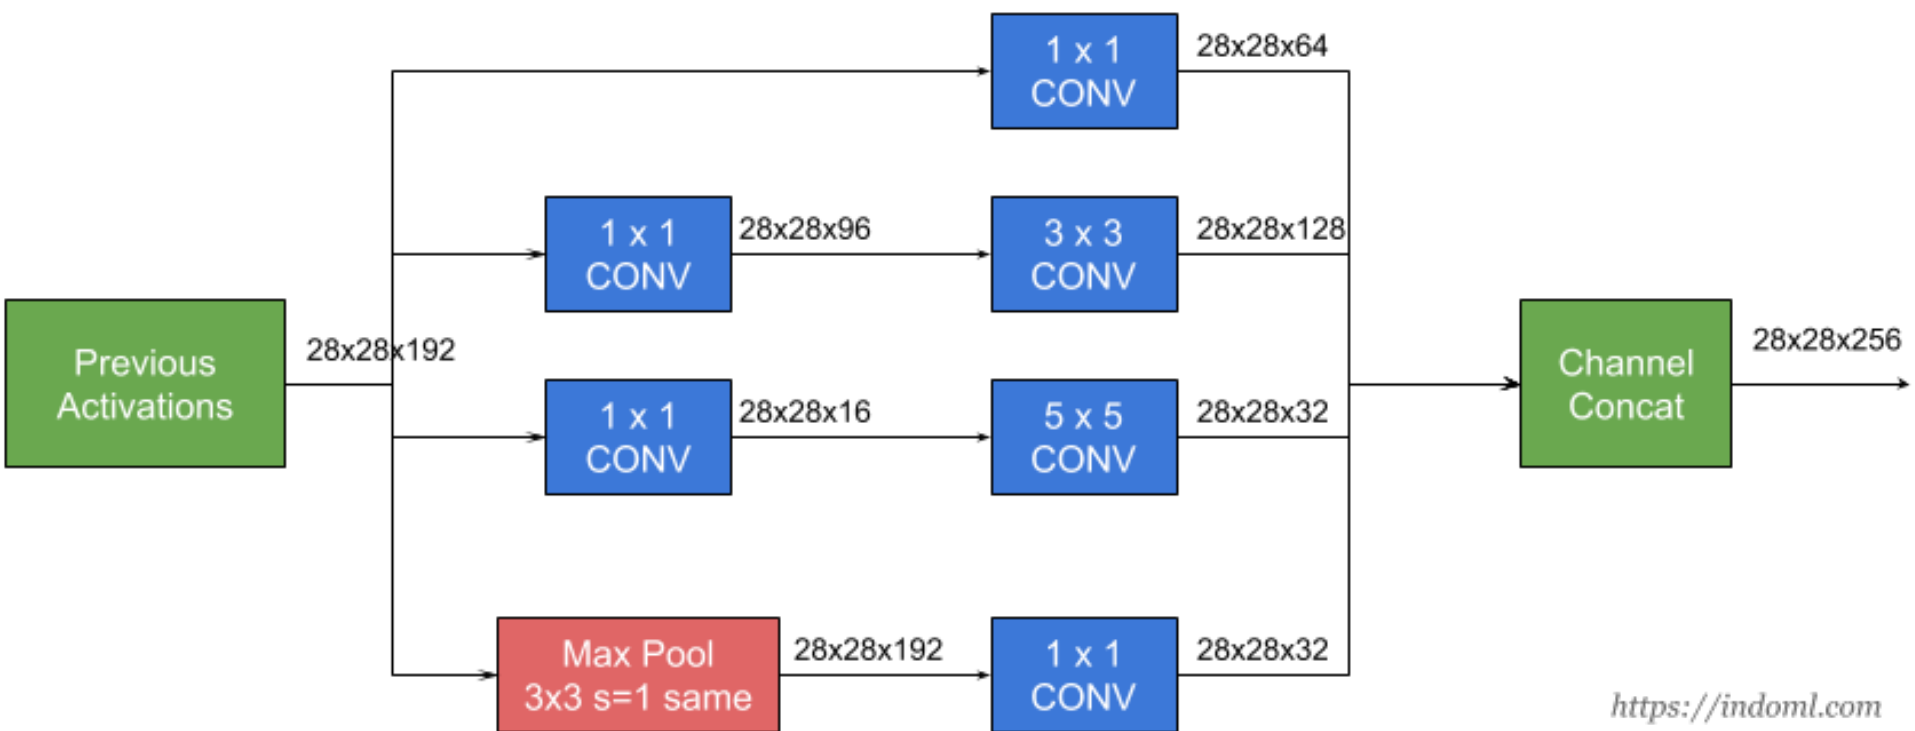 1 x 1
CONV
28x28x64
1 x 1
CONV
28x28x96
3 x 3
CONV
28x28x128
Previous
Activations
28x28x192
1 x 1
CONV
28x28x16
5 x 5
CONV
28x28x32
Channel
Concat
28x28x256
Max Pool
3x3 s=1 same
28x28x192
1 x 1
CONV
28x28x32
https://indoml.com